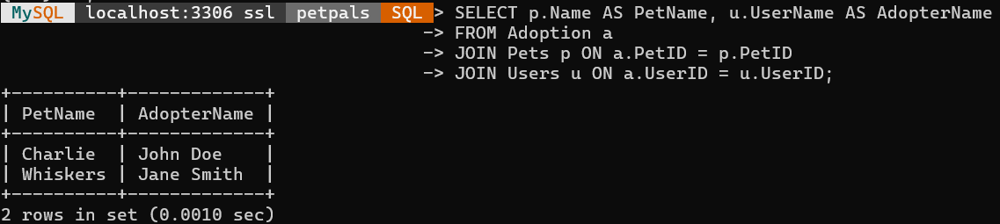 MySQL localhost:3306 ssl petpals SQL > SELECT p.Name AS PetName, u.UserName AS AdopterName
-> FROM Adoption a
-> JOIN Pets p ON a.PetID = p.PetID
-> JOIN Users u ON a.UserID = u.UserID;
+----------+-------------+
| PetName  | AdopterName |
+----------+-------------+
| Charlie  | John Doe    |
| Whiskers | Jane Smith  |
+----------+-------------+
2 rows in set (0.0010 sec)